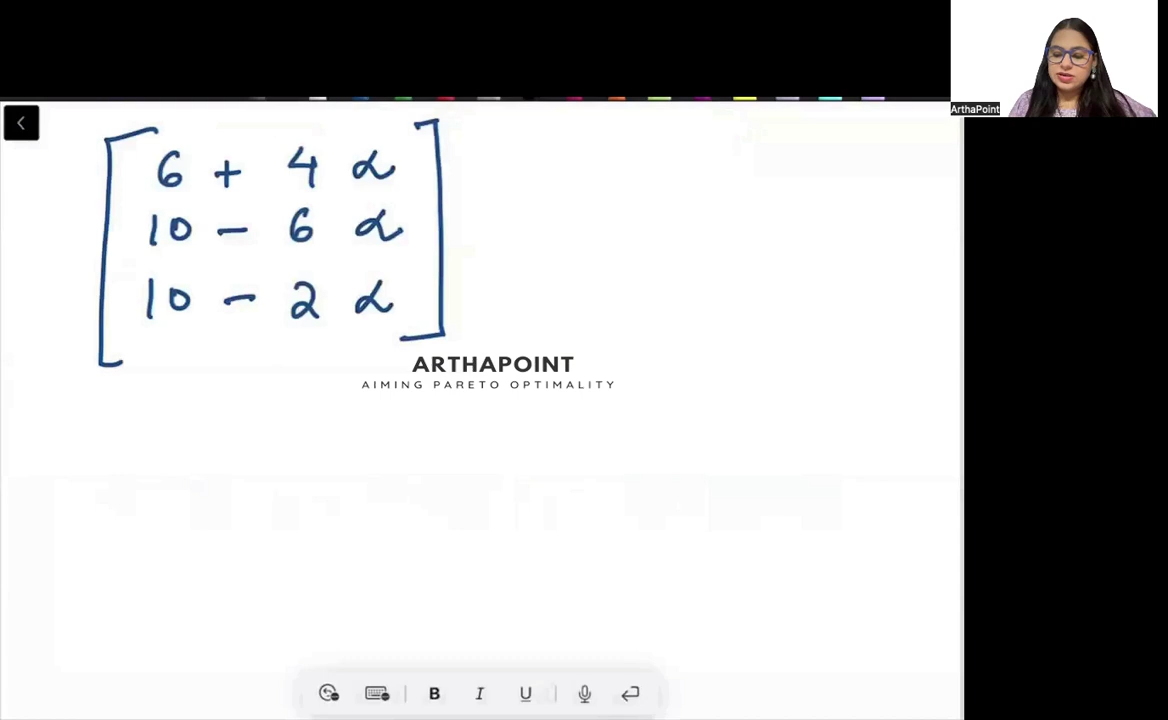 ArthaPoint
6 + 4 α
10 - 6 α
10 - 2 α
ARTHAPOINT
AIMING PARETO OPTIMALITY
B I U